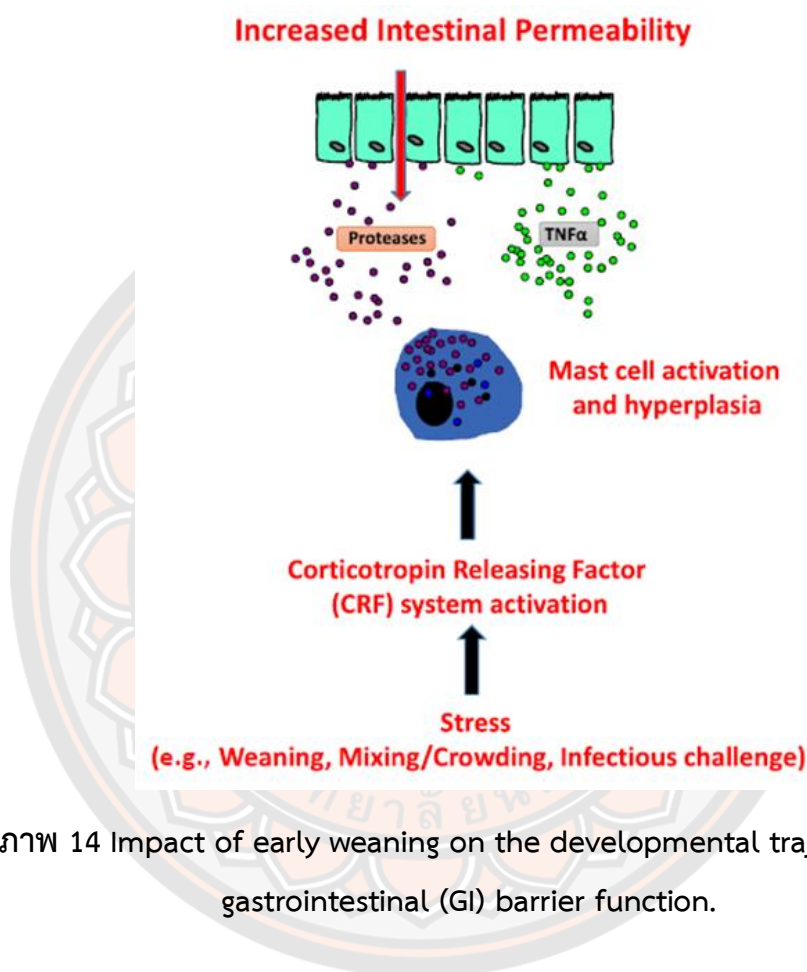 Increased Intestinal Permeability
Proteases
TNFα
Mast cell activation
and hyperplasia
Corticotropin Releasing Factor
(CRF) system activation
Stress
(e.g., Weaning, Mixing/Crowding, Infectious challenge)
ภาพ 14 Impact of early weaning on the developmental
gastrointestinal (GI) barrier function.